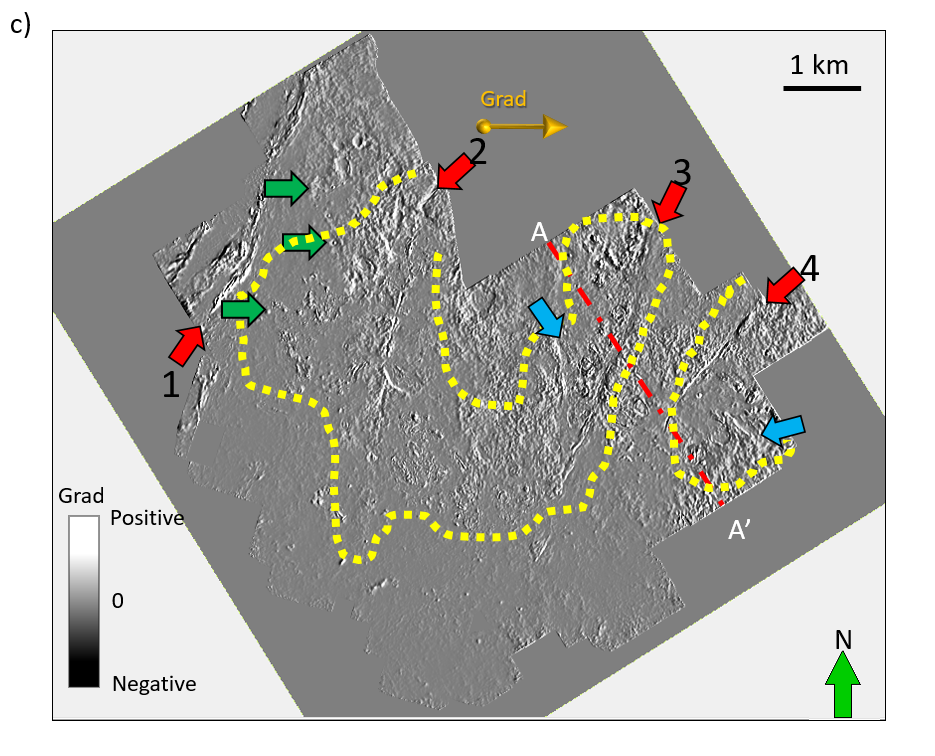 c)
1 km
Grad
2
3
A
4
1
Grad
Positive
A’
0
N
Negative